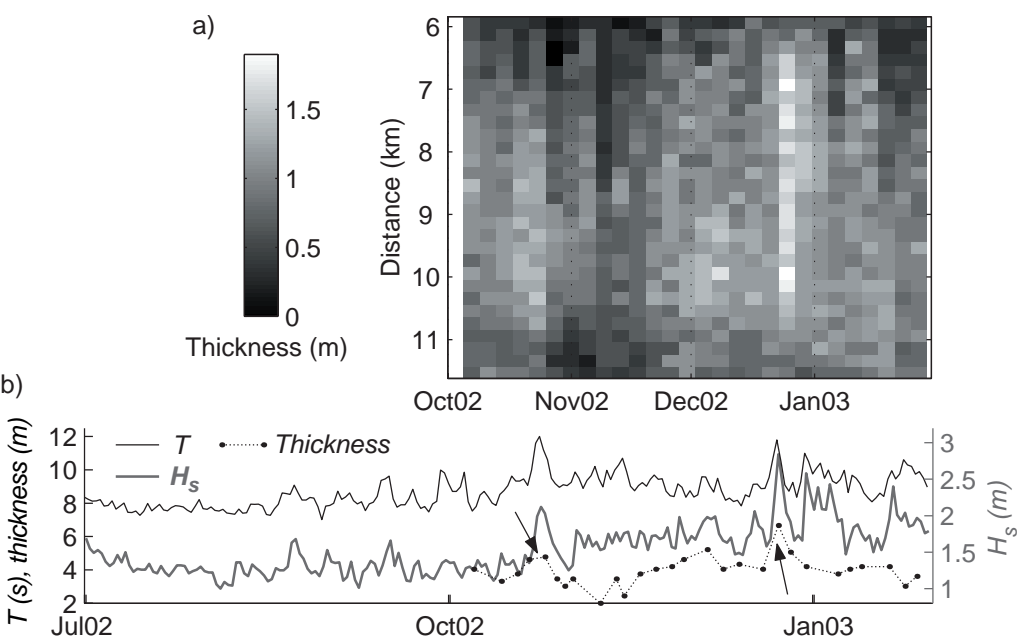 a)
6
7
8
9
10
11
Distance (km)
1.5
1
0.5
0
Thickness (m)
Oct02 Nov02 Dec02 Jan03
b)
T (s), thickness (m)
12
10
8
6
4
2
T Thickness
Hs
3
2.5
2
1.5
1
Hs (m)
Jul02 Oct02 Jan03